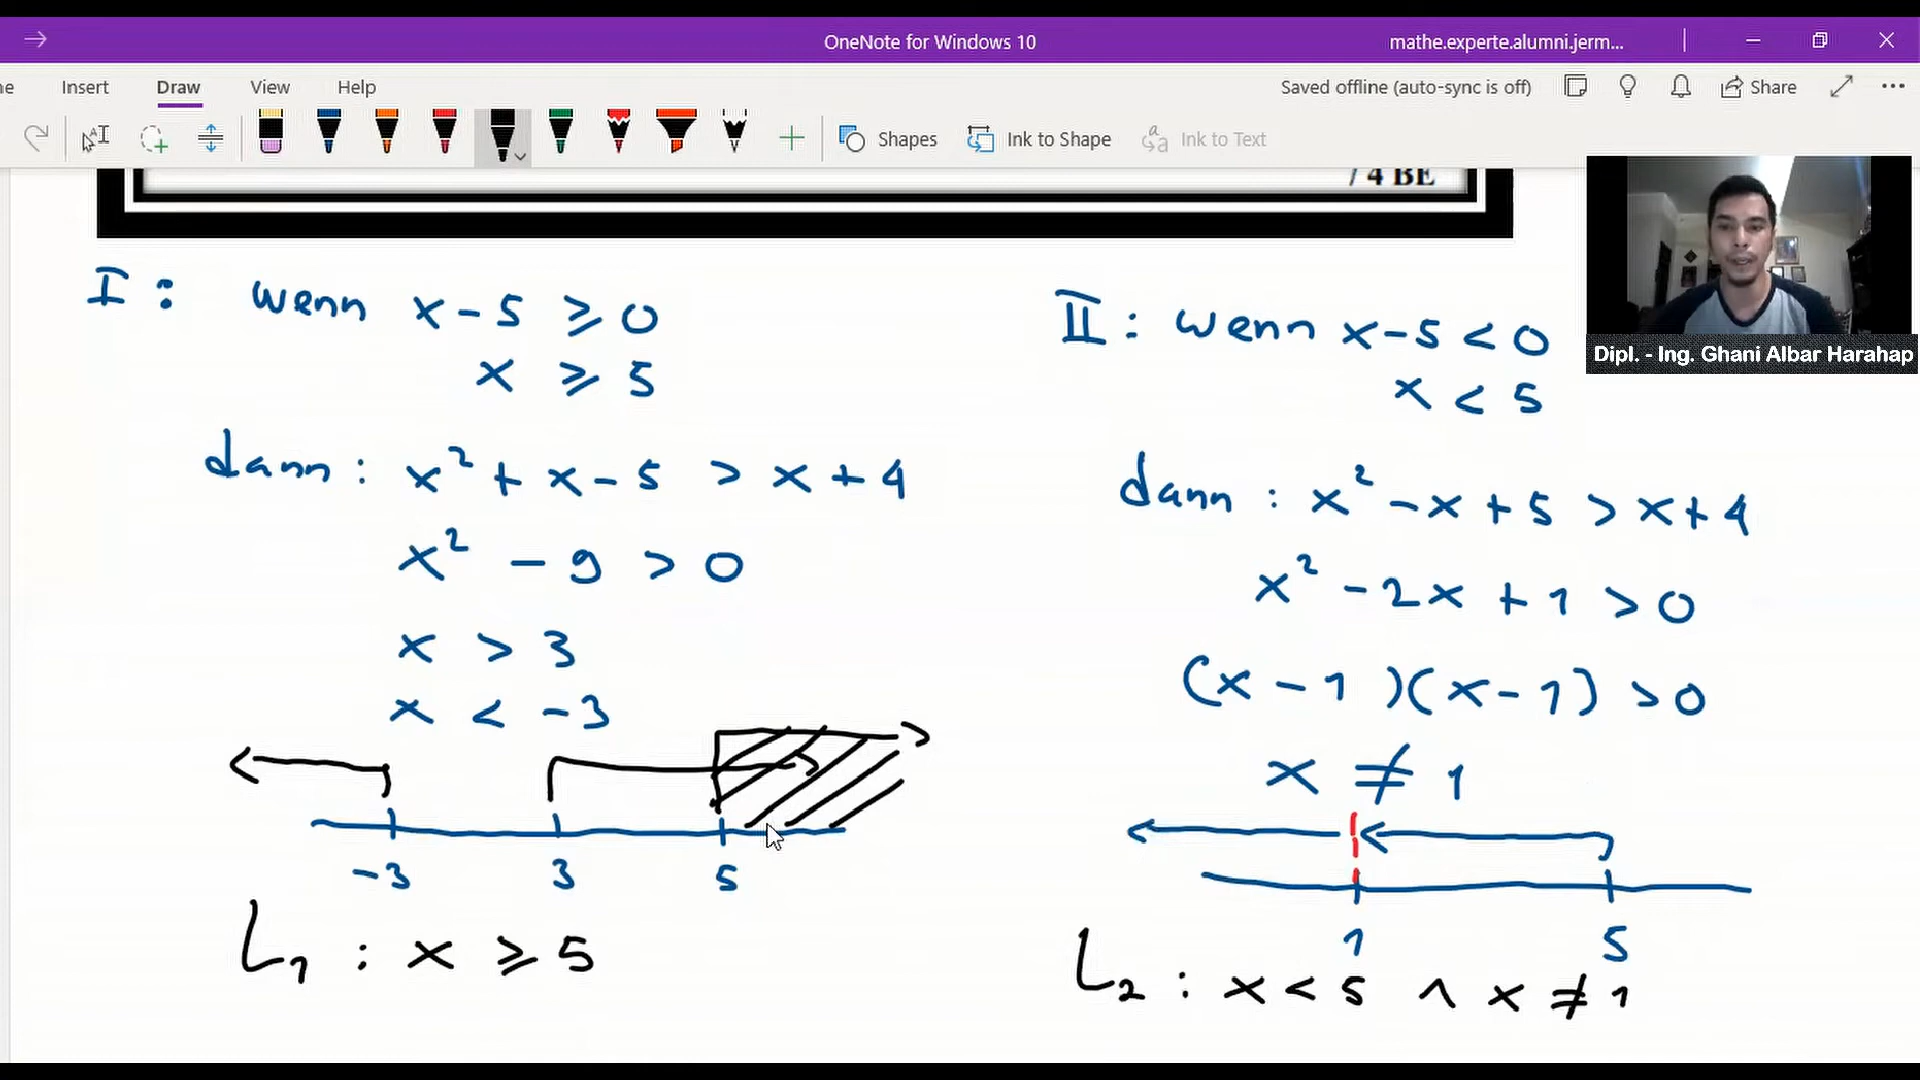 OneNote for Windows 10
mathe.experte.alumni.jerm...
Insert Draw View Help
Saved offline (auto-sync is off)
Share
Shapes
Ink to Shape
Ink to Text
/ 4 BE
Dipl. - Ing. Ghani Albar Harahap
I : wenn x - 5 ≥ 0
x ≥ 5
dann : x² + x - 5 > x + 4
x² - 9 > 0
x > 3
x < -3
-3 3 5
L₁ : x ≥ 5
II : wenn x - 5 < 0
x < 5
dann : x² - x + 5 > x + 4
x² - 2x + 1 > 0
(x - 1)(x - 1) > 0
x ≠ 1
1 5
L₂ : x < 5 ∧ x ≠ 1